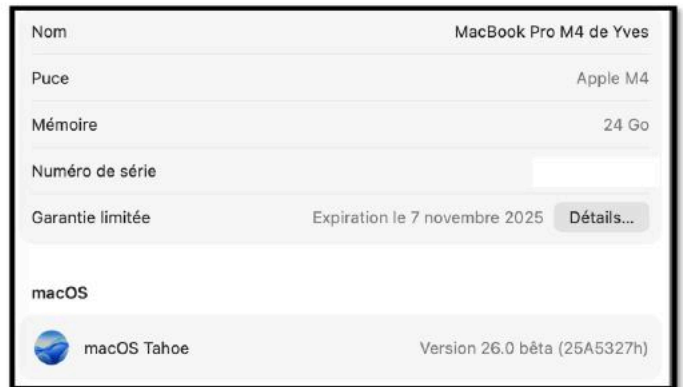 Nom MacBook Pro M4 de Yves
Puce Apple M4
Mémoire 24 Go
Numéro de série
Garantie limitée Expiration le 7 novembre 2025 Détails...
macOS
macOS Tahoe Version 26.0 bêta (25A5327h)